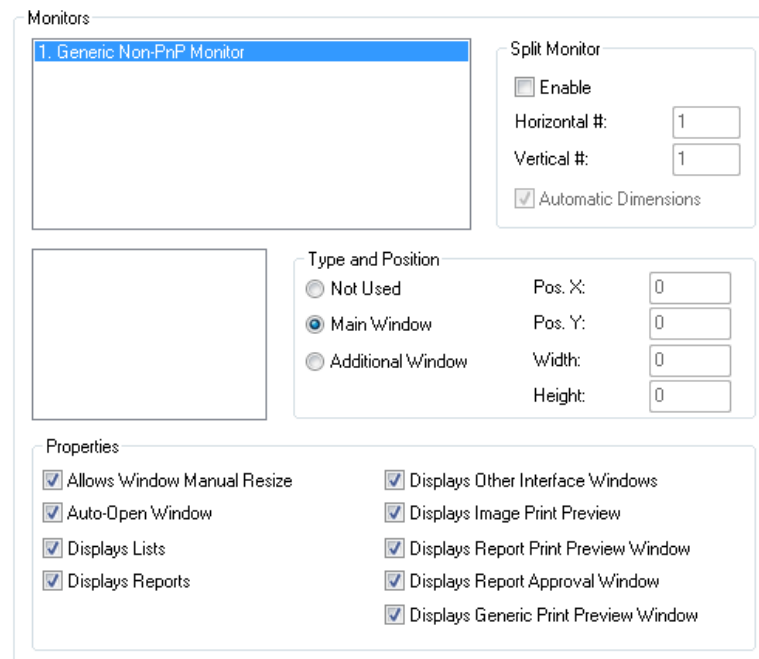 Monitors
1. Generic Non-PnP Monitor
Split Monitor
Enable
Horizontal #: 1
Vertical #: 1
Automatic Dimensions
Type and Position
Not Used
Pos. X: 0
Main Window
Pos. Y: 0
Additional Window
Width: 0
Height: 0
Properties
Allows Window Manual Resize
Auto-Open Window
Displays Lists
Displays Reports
Displays Other Interface Windows
Displays Image Print Preview
Displays Report Print Preview Window
Displays Report Approval Window
Displays Generic Print Preview Window